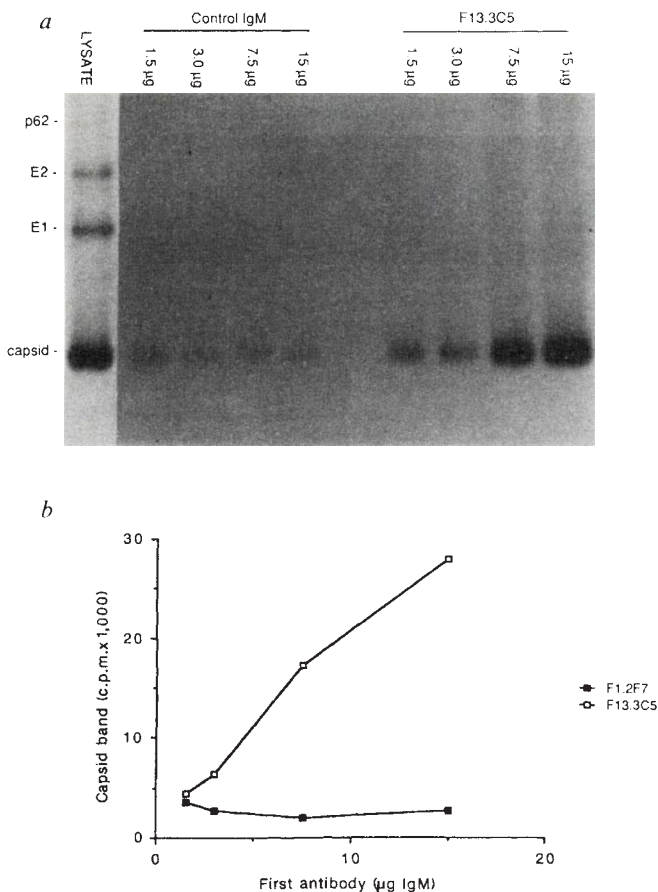 a
Control IgM F13.3C5
LYSATE 1.5 µg 3.0 µg 7.5 µg 15 µg 1.5 µg 3.0 µg 7.5 µg 15 µg
p62 -
E2 -
E1 -
capsid -
b
30
20
10
0
Capsid band (c.p.m.x1,000)
F1.2F7
F13.3C5
0 10 20
First antibody (µg IgM)